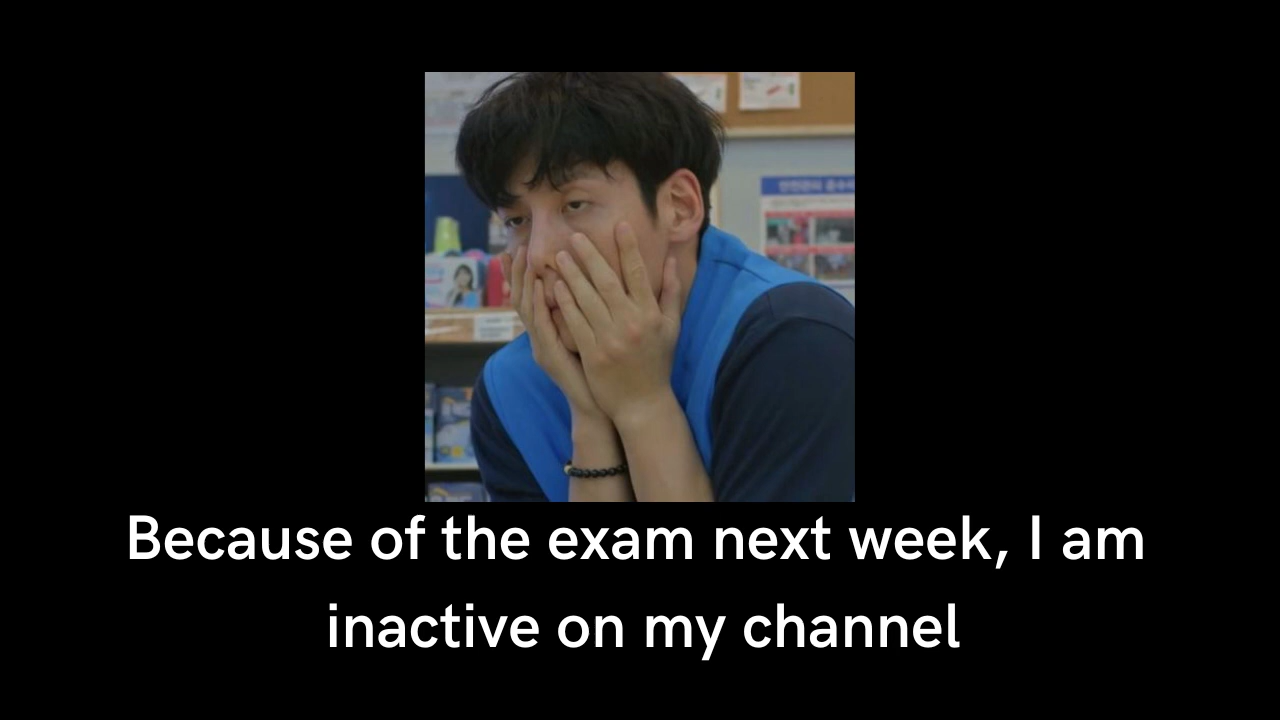 Because of the exam next week, I am
inactive on my channel